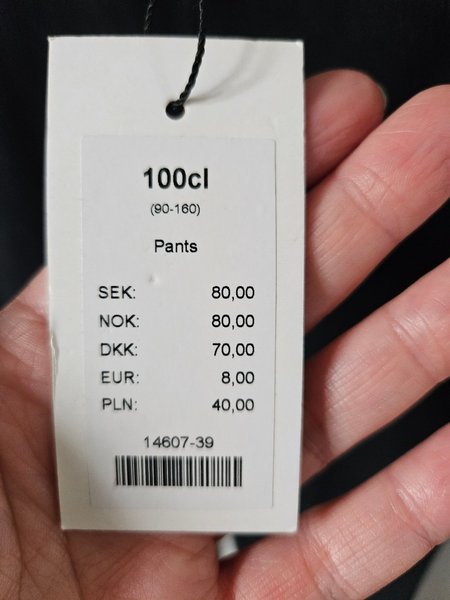 100cl
(90-160)
Pants
SEK: 80,00
NOK: 80,00
DKK: 70,00
EUR: 8,00
PLN: 40,00
14607-39